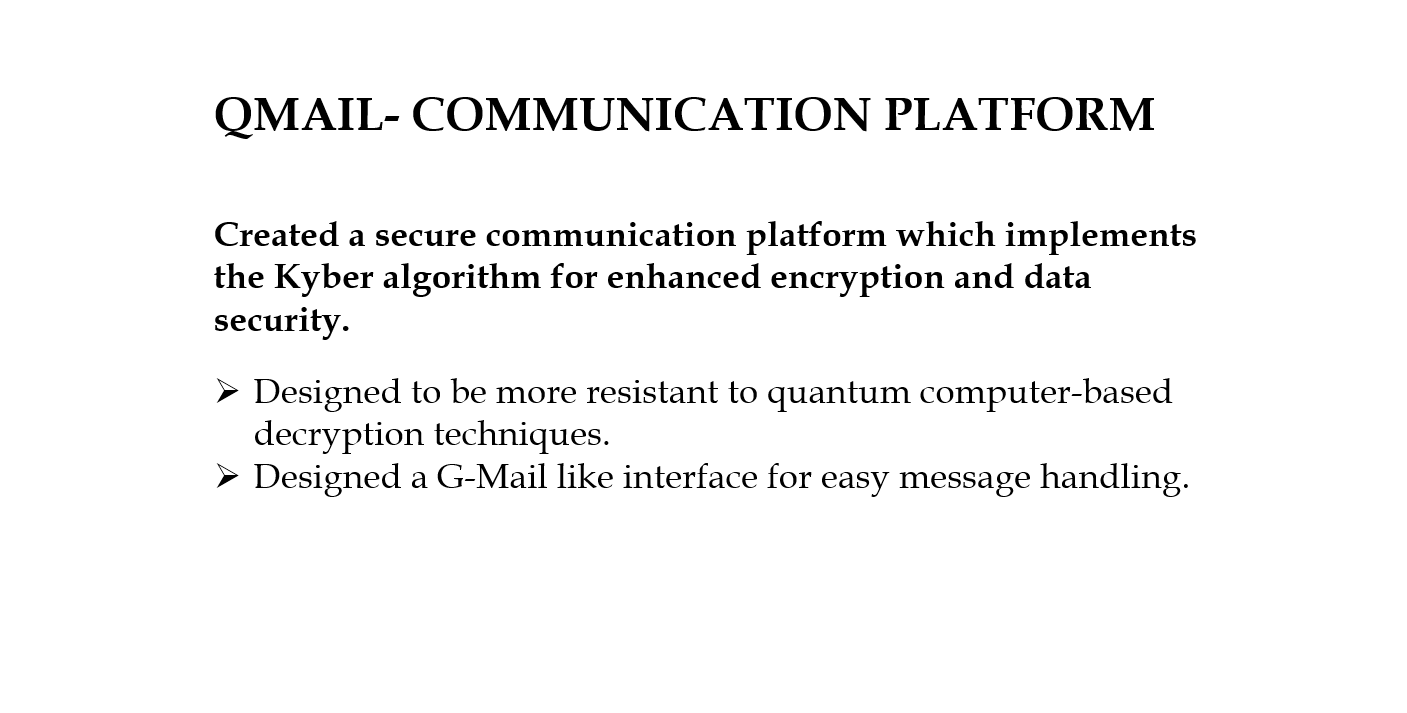 QMAIL- COMMUNICATION PLATFORM
Created a secure communication platform which implements
the Kyber algorithm for enhanced encryption and data
security.
➢ Designed to be more resistant to quantum computer-based
decryption techniques.
➢ Designed a G-Mail like interface for easy message handling.